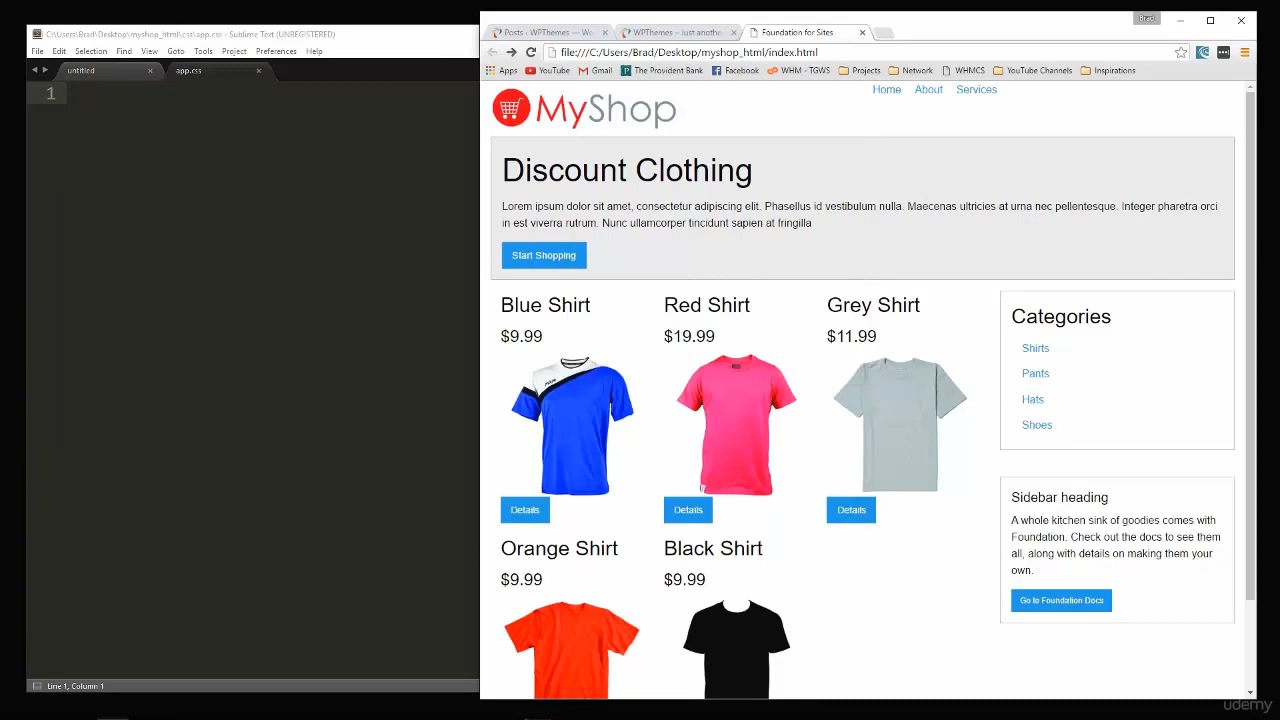 C:\Users\Brad\Desktop\myshop_html\css\app.css - Sublime Text (UNREGISTERED)
File Edit Selection Find View Goto Tools Project Preferences Help
untitled app.css
1
Line 1, Column 1
Brad
Posts ‹ WPThemes — Wo
WPThemes – Just anothe
Foundation for Sites
file:///C:/Users/Brad/Desktop/myshop_html/index.html
Apps YouTube Gmail The Provident Bank Facebook WHM - TGWS Projects Network WHMCS YouTube Channels Inspirations
MyShop
Home About Services
Discount Clothing
Lorem ipsum dolor sit amet, consectetur adipiscing elit. Phasellus id vestibulum nulla. Maecenas ultricies at urna nec pellentesque. Integer pharetra orci
in est viverra rutrum. Nunc ullamcorper tincidunt sapien at fringilla
Start Shopping
Blue Shirt
$9.99
Details
Red Shirt
$19.99
Details
Grey Shirt
$11.99
Details
Orange Shirt
$9.99
Black Shirt
$9.99
Categories
Shirts
Pants
Hats
Shoes
Sidebar heading
A whole kitchen sink of goodies comes with
Foundation. Check out the docs to see them
all, along with details on making them your
own.
Go to Foundation Docs
udemy